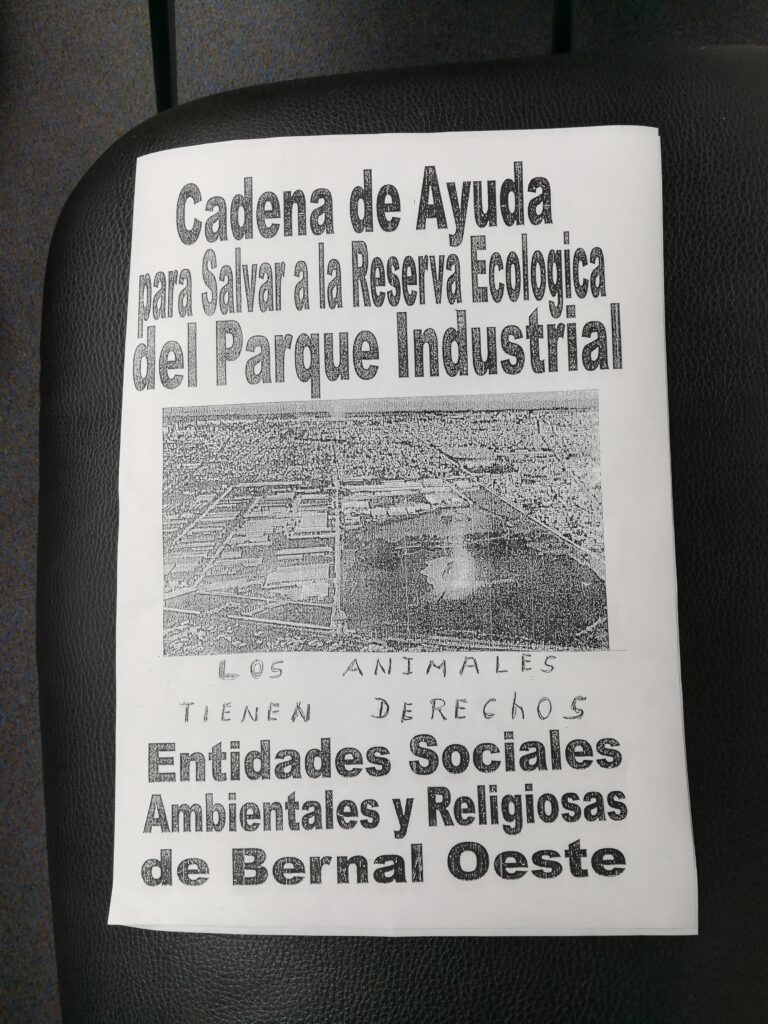 Cadena de Ayuda
para Salvar a la Reserva Ecologica
del Parque Industrial
LOS ANIMALES
TIENEN DERECHOS
Entidades Sociales
Ambientales y Religiosas
de Bernal Oeste